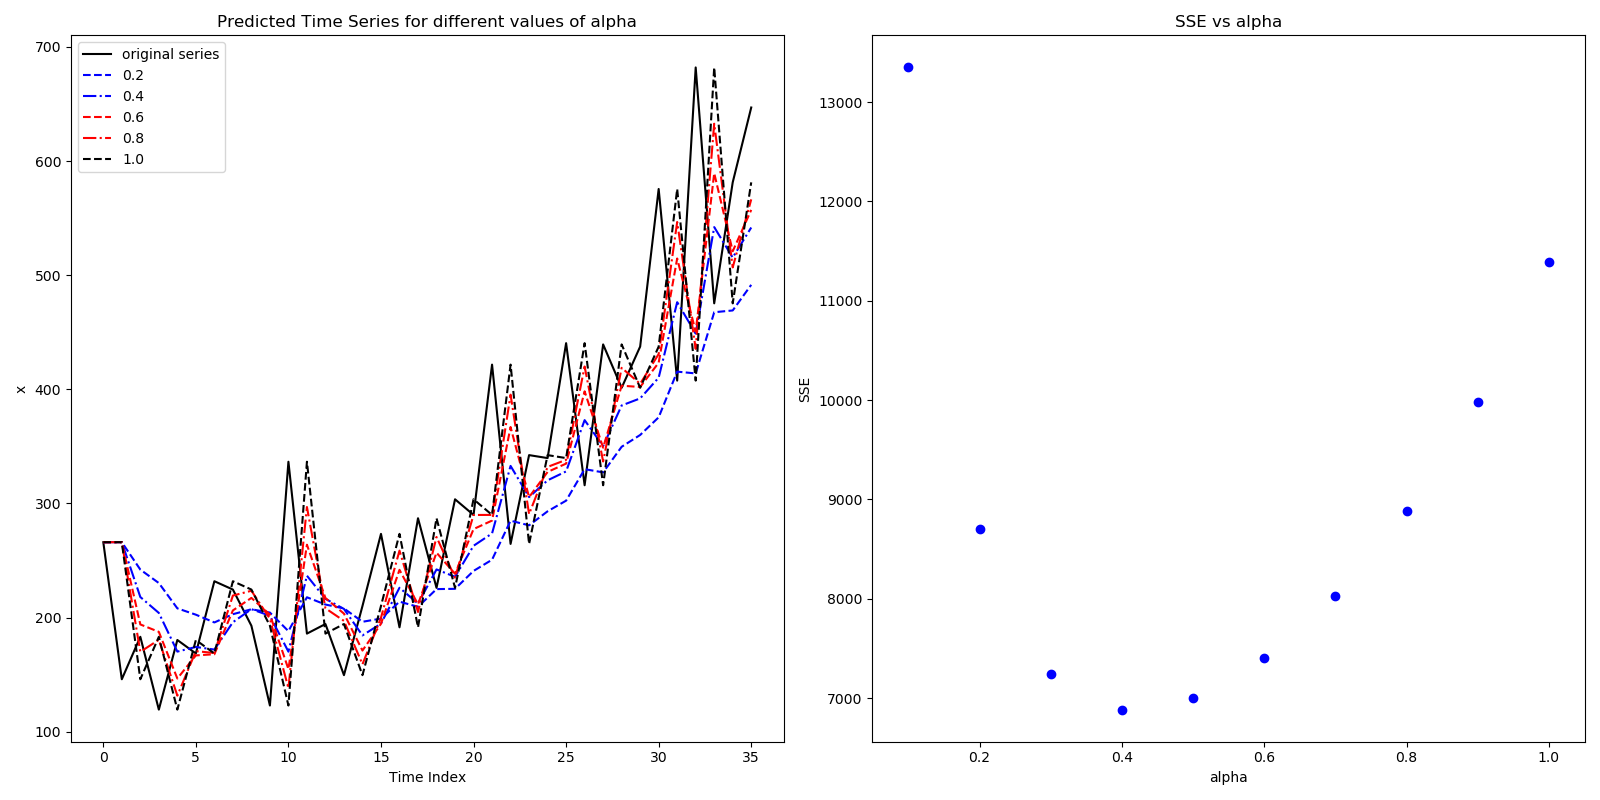 Predicted Time Series for different values of alpha
700
600
500
400
300
200
100
x
original series
0.2
0.4
0.6
0.8
1.0
0 5 10 15 20 25 30 35
Time Index
SSE vs alpha
13000
12000
11000
10000
9000
8000
7000
SSE
0.2 0.4 0.6 0.8 1.0
alpha